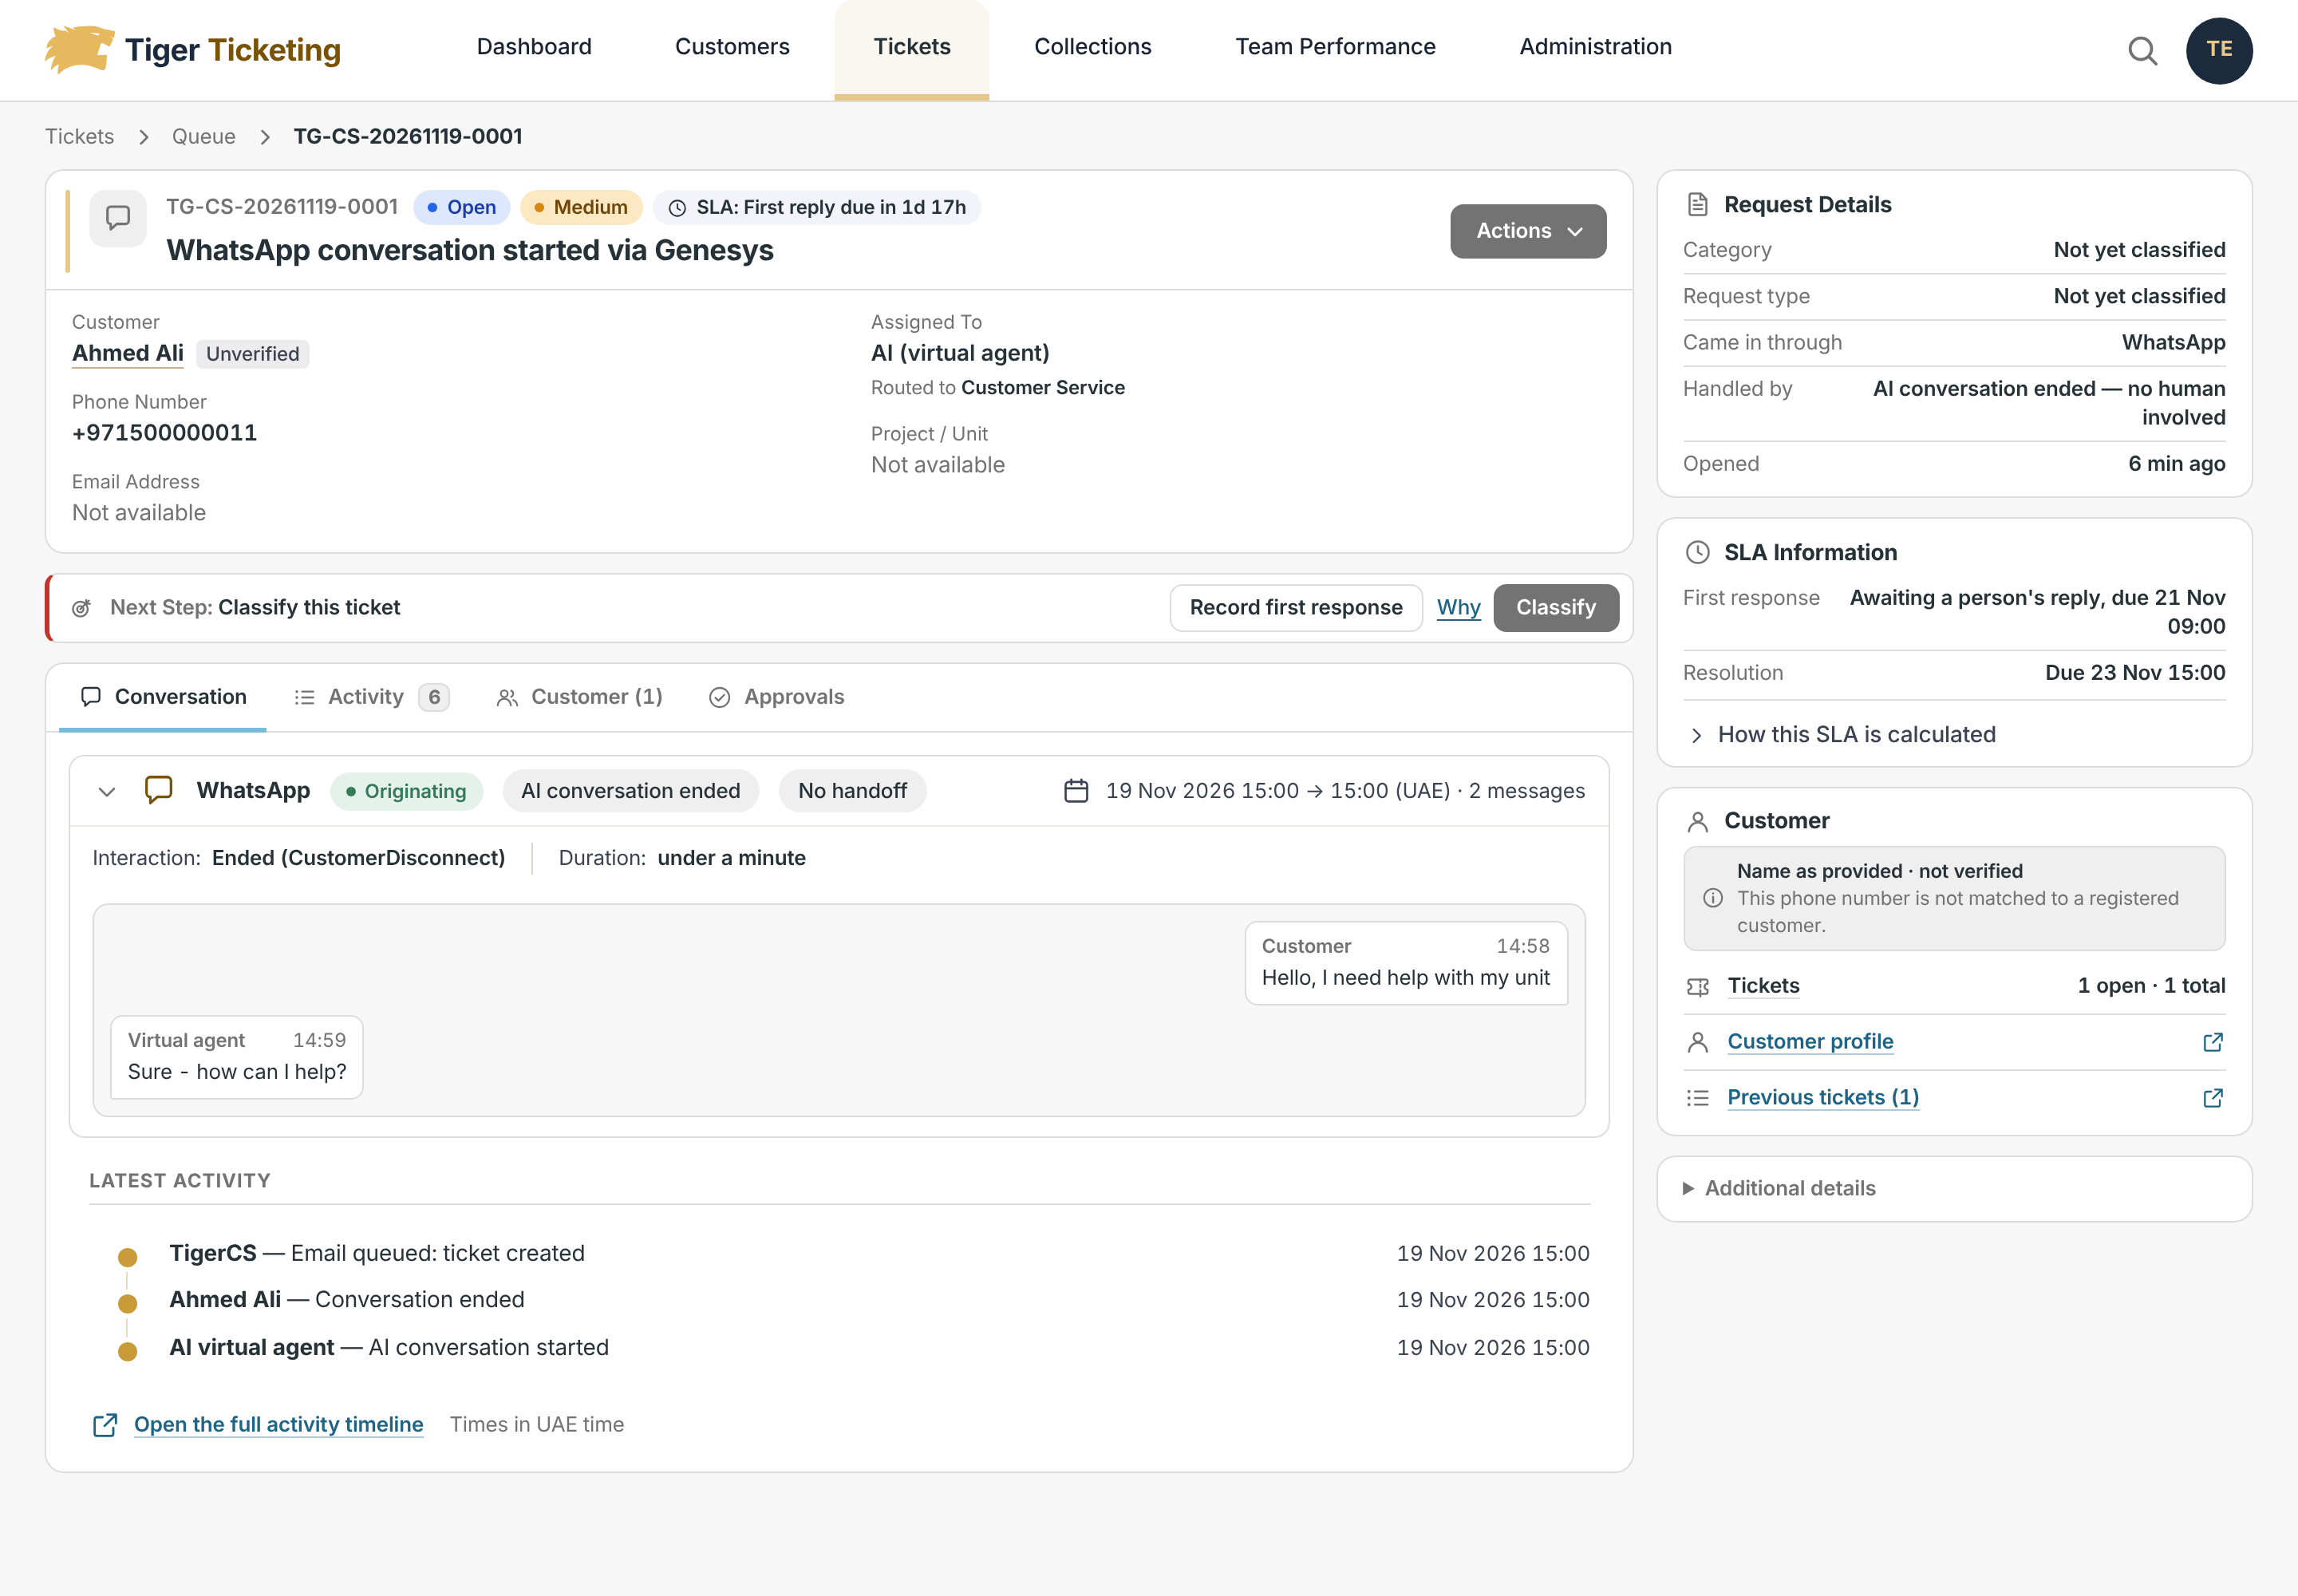 Tiger Ticketing
Dashboard
Customers
Tickets
Collections
Team Performance
Administration
TE
Tickets > Queue > TG-CS-20261119-0001
TG-CS-20261119-0001
Open
Medium
SLA: First reply due in 1d 17h
WhatsApp conversation started via Genesys
Actions
Customer
Ahmed Ali Unverified
Phone Number
+971500000011
Email Address
Not available
Assigned To
AI (virtual agent)
Routed to Customer Service
Project / Unit
Not available
Next Step: Classify this ticket
Record first response
Why
Classify
Conversation
Activity 6
Customer (1)
Approvals
WhatsApp
Originating
AI conversation ended
No handoff
19 Nov 2026 15:00 → 15:00 (UAE) · 2 messages
Interaction: Ended (CustomerDisconnect)
Duration: under a minute
Customer 14:58
Hello, I need help with my unit
Virtual agent 14:59
Sure - how can I help?
LATEST ACTIVITY
TigerCS — Email queued: ticket created 19 Nov 2026 15:00
Ahmed Ali — Conversation ended 19 Nov 2026 15:00
AI virtual agent — AI conversation started 19 Nov 2026 15:00
Open the full activity timeline
Times in UAE time
Request Details
Category Not yet classified
Request type Not yet classified
Came in through WhatsApp
Handled by AI conversation ended — no human
involved
Opened 6 min ago
SLA Information
First response Awaiting a person's reply, due 21 Nov
09:00
Resolution Due 23 Nov 15:00
How this SLA is calculated
Customer
Name as provided · not verified
This phone number is not matched to a registered
customer.
Tickets 1 open · 1 total
Customer profile
Previous tickets (1)
Additional details